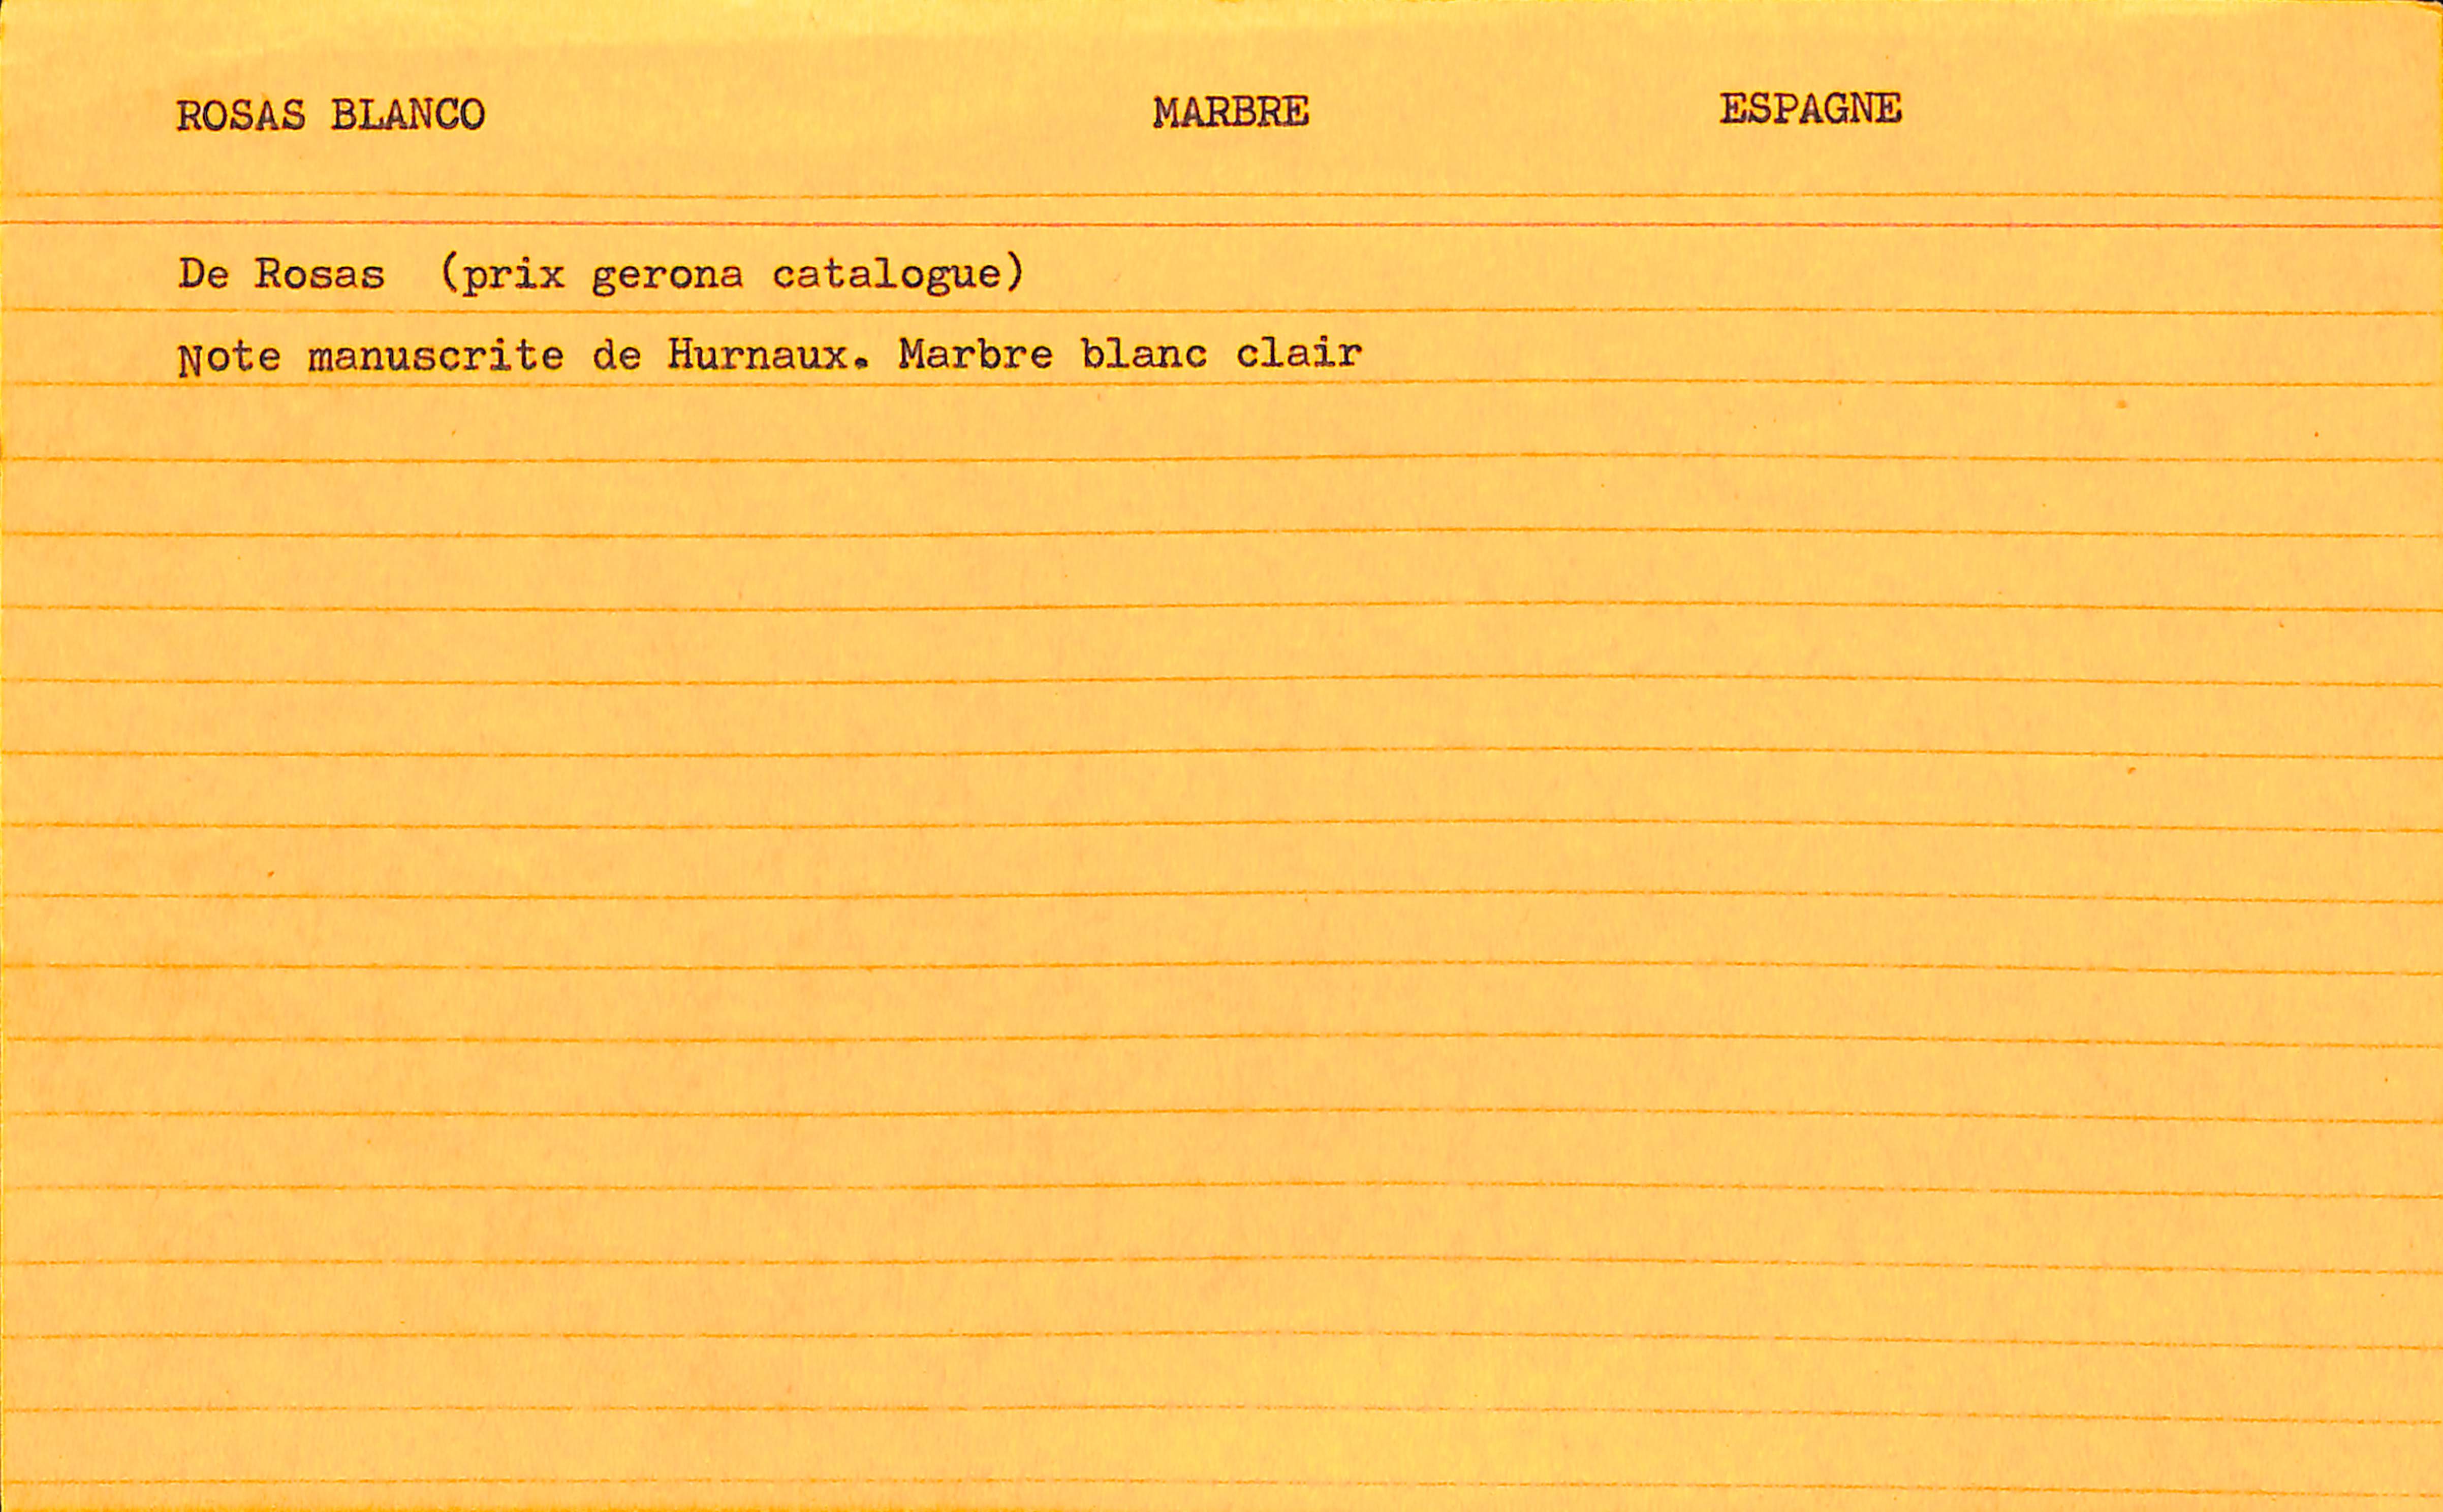 ROSAS BLANCO MARBRE ESPAGNE
De Rosas (prix gerona catalogue)
Note manuscrite de Hurnaux. Marbre blanc clair